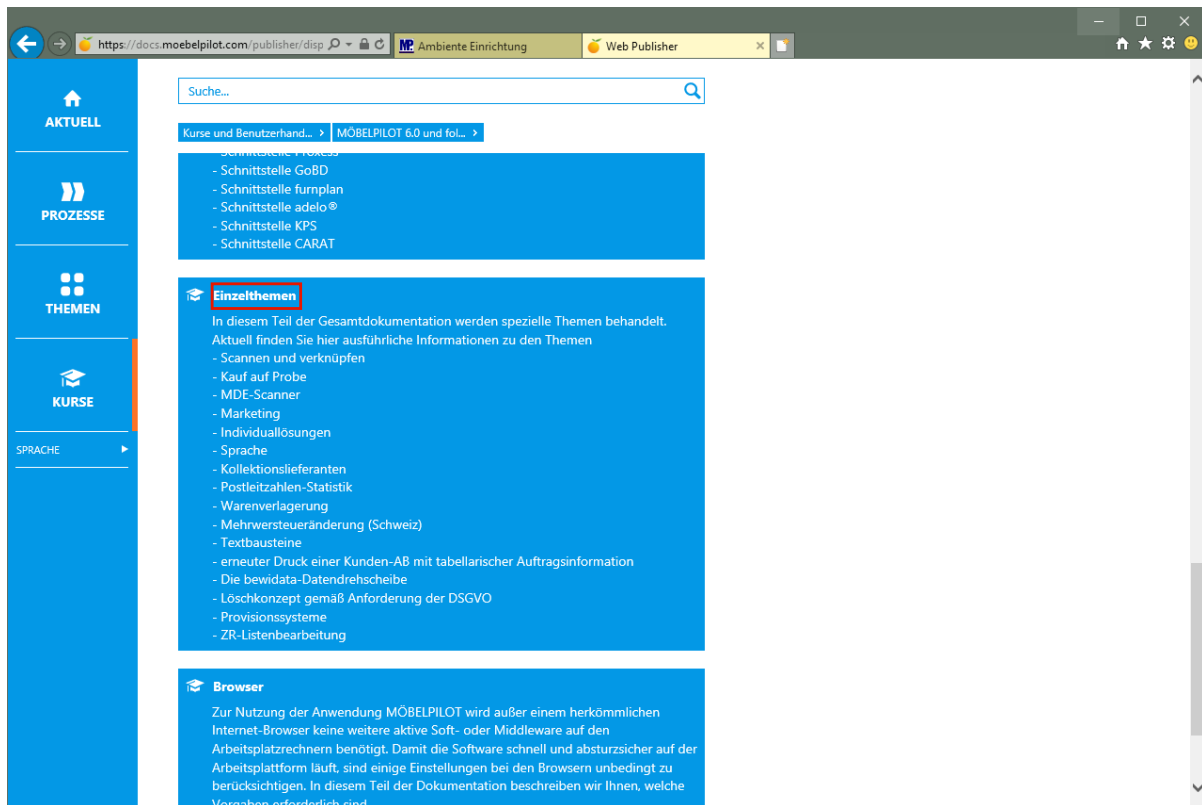 https://docs.moebelpilot.com/publisher/disp
MP Ambiente Einrichtung
Web Publisher
AKTUELL
PROZESSE
THEMEN
KURSE
SPRACHE
Suche...
Kurse und Benutzerhand... >
MÖBELPILOT 6.0 und fol... >
- Schnittstelle Proxess
- Schnittstelle GoBD
- Schnittstelle furnplan
- Schnittstelle adelo®
- Schnittstelle KPS
- Schnittstelle CARAT
Einzelthemen
In diesem Teil der Gesamtdokumentation werden spezielle Themen behandelt.
Aktuell finden Sie hier ausführliche Informationen zu den Themen
- Scannen und verknüpfen
- Kauf auf Probe
- MDE-Scanner
- Marketing
- Individuallösungen
- Sprache
- Kollektionslieferanten
- Postleitzahlen-Statistik
- Warenverlagerung
- Mehrwersteueränderung (Schweiz)
- Textbausteine
- erneuter Druck einer Kunden-AB mit tabellarischer Auftragsinformation
- Die bewidata-Datendrehscheibe
- Löschkonzept gemäß Anforderung der DSGVO
- Provisionssysteme
- ZR-Listenbearbeitung
Browser
Zur Nutzung der Anwendung MÖBELPILOT wird außer einem herkömmlichen
Internet-Browser keine weitere aktive Soft- oder Middleware auf den
Arbeitsplatzrechnern benötigt. Damit die Software schnell und absturzsicher auf der
Arbeitsplattform läuft, sind einige Einstellungen bei den Browsern unbedingt zu
berücksichtigen. In diesem Teil der Dokumentation beschreiben wir Ihnen, welche
Vorgaben erforderlich sind